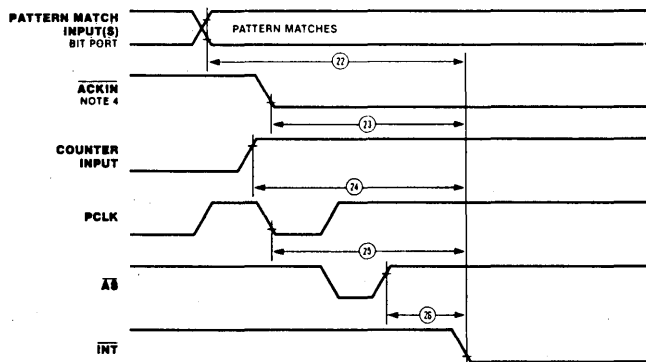 PATTERN MATCH
INPUT(S)
BIT PORT
PATTERN MATCHES
22
ACKIN
NOTE 4
23
COUNTER
INPUT
24
PCLK
25
AS
26
INT